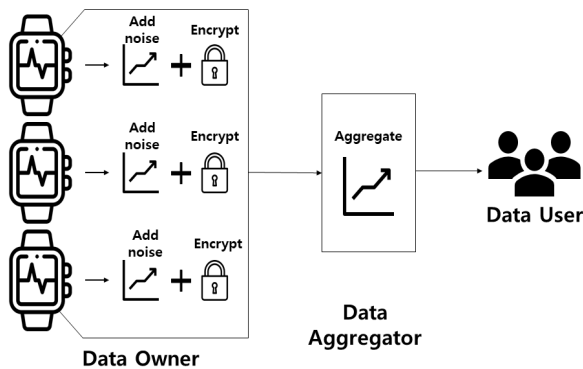 Add
noise
Encrypt
Add
noise
Encrypt
Add
noise
Encrypt
Data Owner
Aggregate
Data
Aggregator
Data User